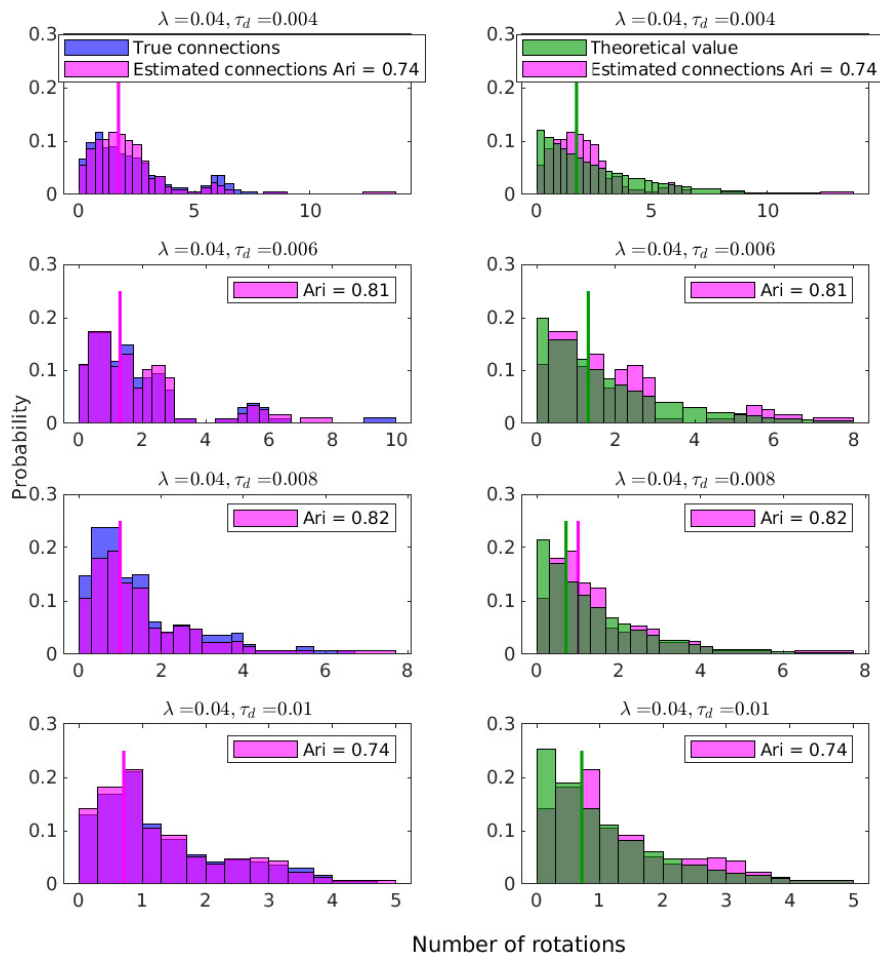 λ =0.04, τd =0.004
0.3
True connections
Estimated connections Ari = 0.74
0.2
0.1
0
0 5 10
λ =0.04, τd =0.004
0.3
Theoretical value
Estimated connections Ari = 0.74
0.2
0.1
0
0 5 10
λ =0.04, τd =0.006
0.3
Ari = 0.81
0.2
0.1
0
0 2 4 6 8 10
λ =0.04, τd =0.006
0.3
Ari = 0.81
0.2
0.1
0
0 2 4 6 8
Probability
λ =0.04, τd =0.008
0.3
Ari = 0.82
0.2
0.1
0
0 2 4 6 8
λ =0.04, τd =0.008
0.3
Ari = 0.82
0.2
0.1
0
0 2 4 6 8
λ =0.04, τd =0.01
0.3
Ari = 0.74
0.2
0.1
0
0 1 2 3 4 5
λ =0.04, τd =0.01
0.3
Ari = 0.74
0.2
0.1
0
0 1 2 3 4 5
Number of rotations